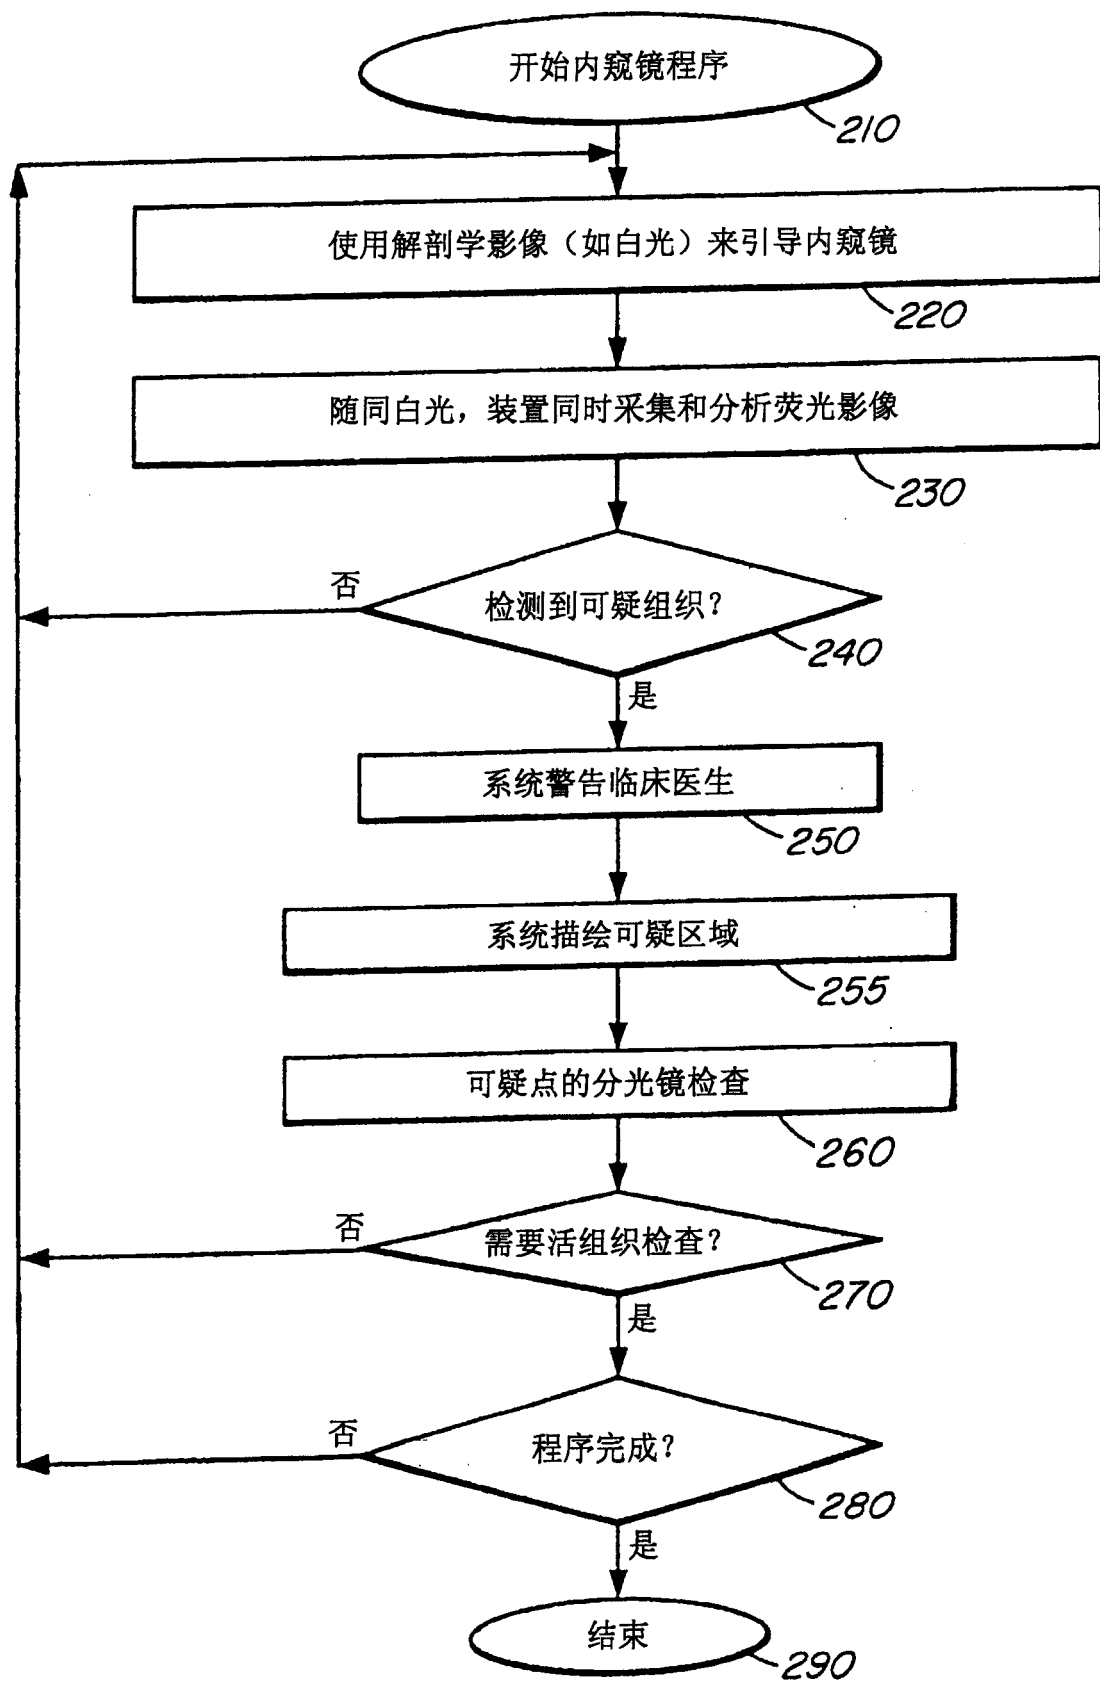 开始内窥镜程序
210
使用解剖学影像（如白光）来引导内窥镜
220
随同白光，装置同时采集和分析荧光影像
230
否
检测到可疑组织？
240
是
系统警告临床医生
250
系统描绘可疑区域
255
可疑点的分光镜检查
260
否
需要活组织检查？
270
是
否
程序完成？
280
是
结束
290